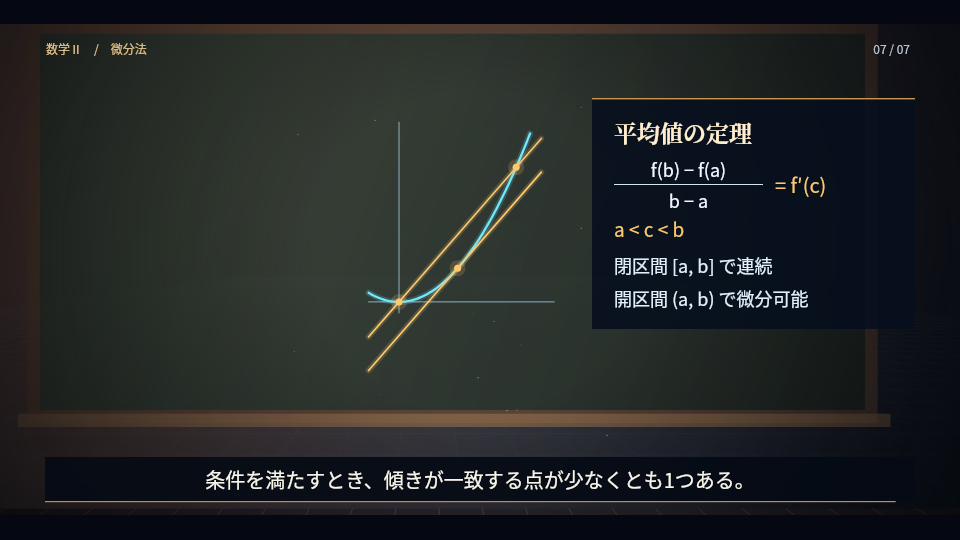 数学Ⅱ / 微分法
07 / 07
平均値の定理
f(b) − f(a)
b − a
= f′(c)
a < c < b
閉区間 [a, b] で連続
開区間 (a, b) で微分可能
条件を満たすとき、傾きが一致する点が少なくとも1つある。